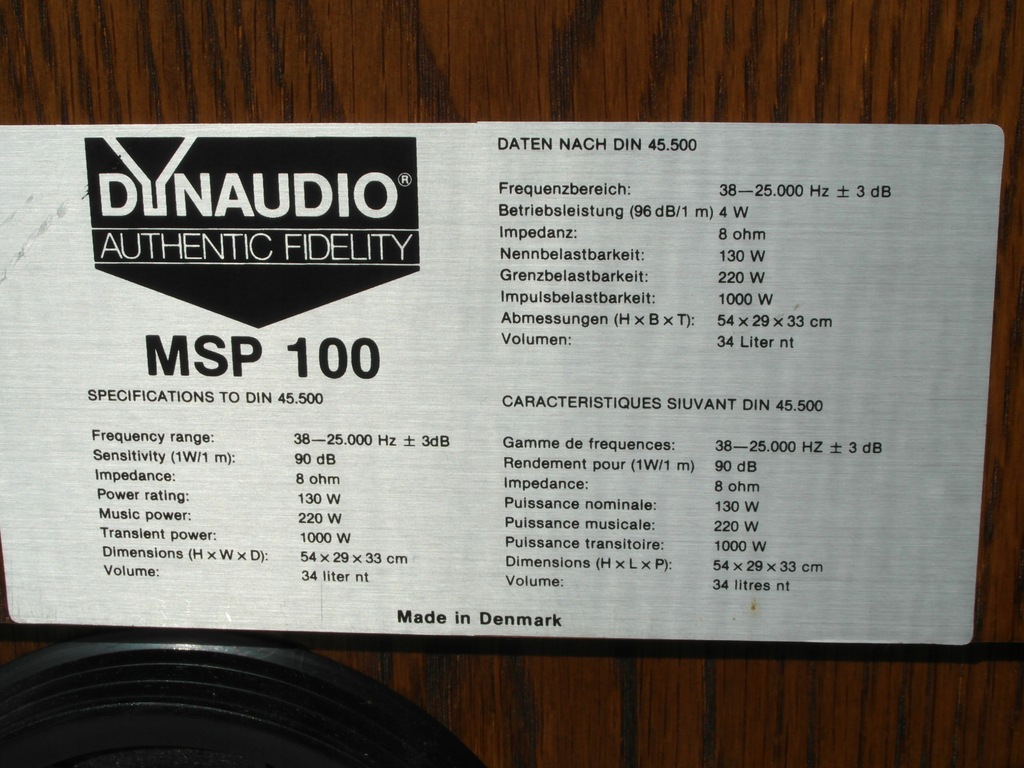 DYNAUDIO®
AUTHENTIC FIDELITY
MSP 100
SPECIFICATIONS TO DIN 45.500
Frequency range: 38—25.000 Hz ± 3dB
Sensitivity (1W/1 m): 90 dB
Impedance: 8 ohm
Power rating: 130 W
Music power: 220 W
Transient power: 1000 W
Dimensions (H x W x D): 54 x 29 x 33 cm
Volume: 34 liter nt
DATEN NACH DIN 45.500
Frequenzbereich: 38—25.000 Hz ± 3 dB
Betriebsleistung (96 dB/1 m) 4 W
Impedanz: 8 ohm
Nennbelastbarkeit: 130 W
Grenzbelastbarkeit: 220 W
Impulsbelastbarkeit: 1000 W
Abmessungen (H x B x T): 54 x 29 x 33 cm
Volumen: 34 Liter nt
CARACTERISTIQUES SIUVANT DIN 45.500
Gamme de frequences: 38—25.000 HZ ± 3 dB
Rendement pour (1W/1 m) 90 dB
Impedance: 8 ohm
Puissance nominale: 130 W
Puissance musicale: 220 W
Puissance transitoire: 1000 W
Dimensions (H x L x P): 54 x 29 x 33 cm
Volume: 34 litres nt
Made in Denmark